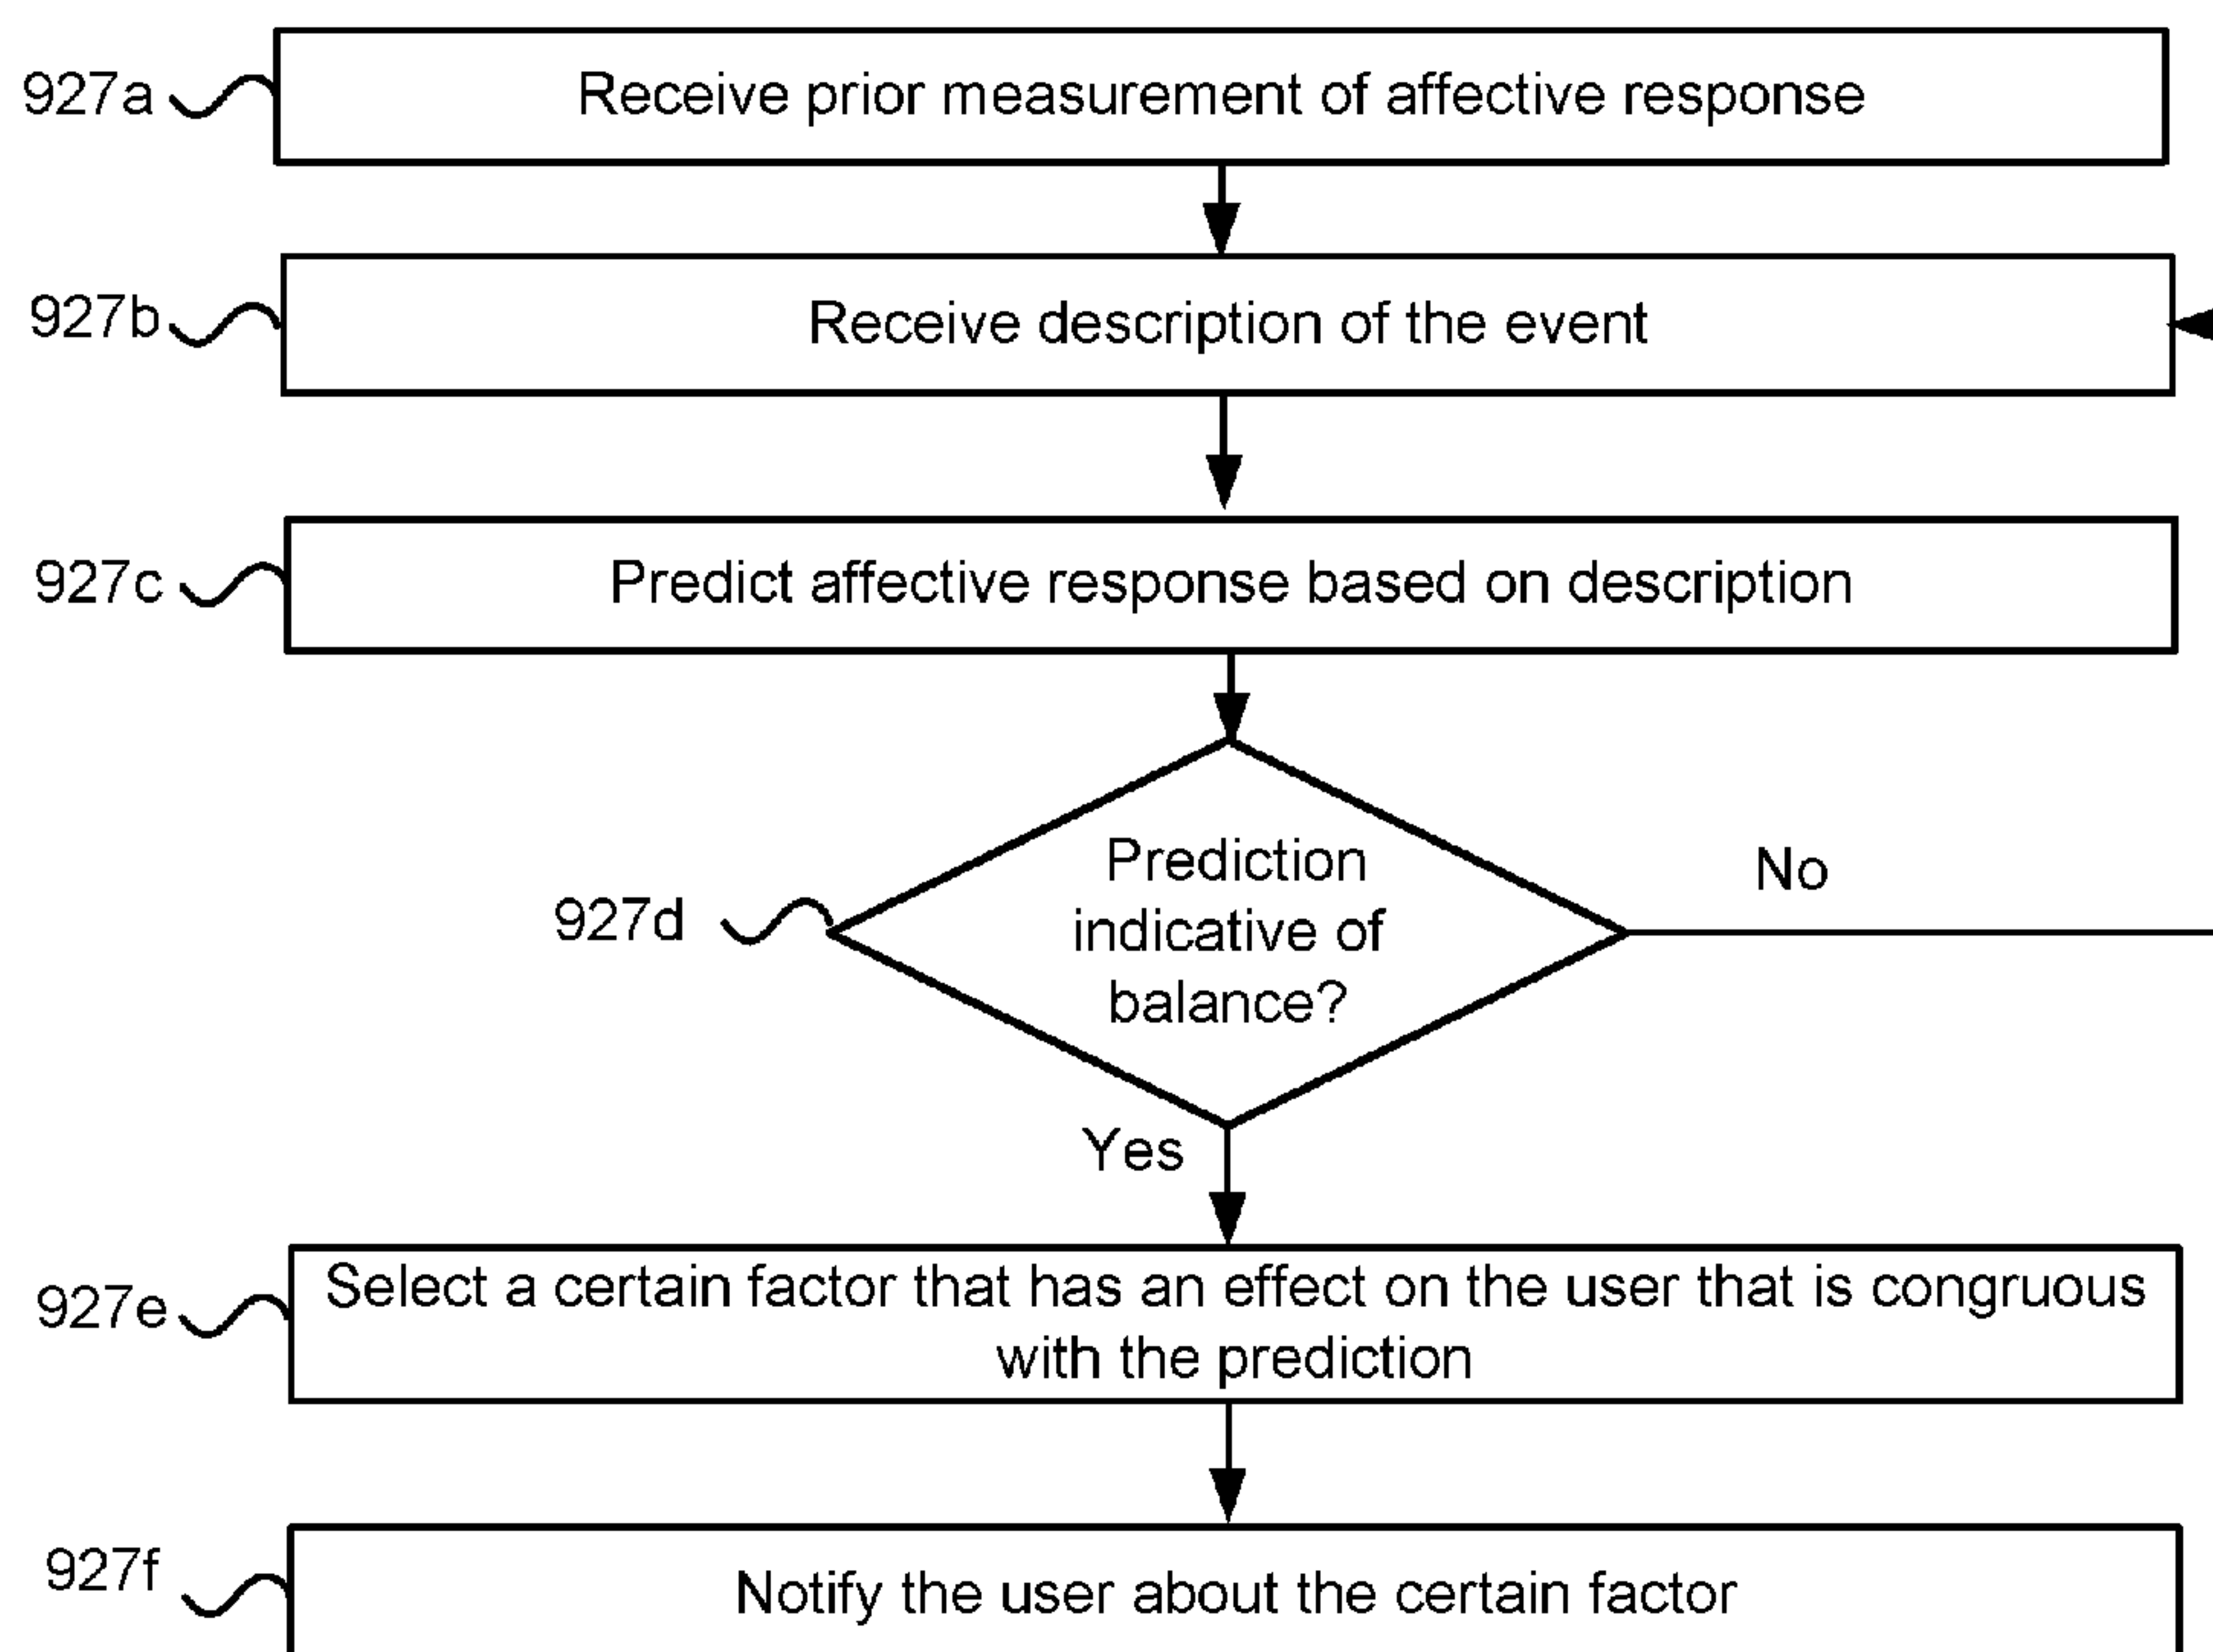 927a
Receive prior measurement of affective response
927b
Receive description of the event
927c
Predict affective response based on description
927d
Prediction
indicative of
balance?
No
Yes
927e
Select a certain factor that has an effect on the user that is congruous
with the prediction
927f
Notify the user about the certain factor